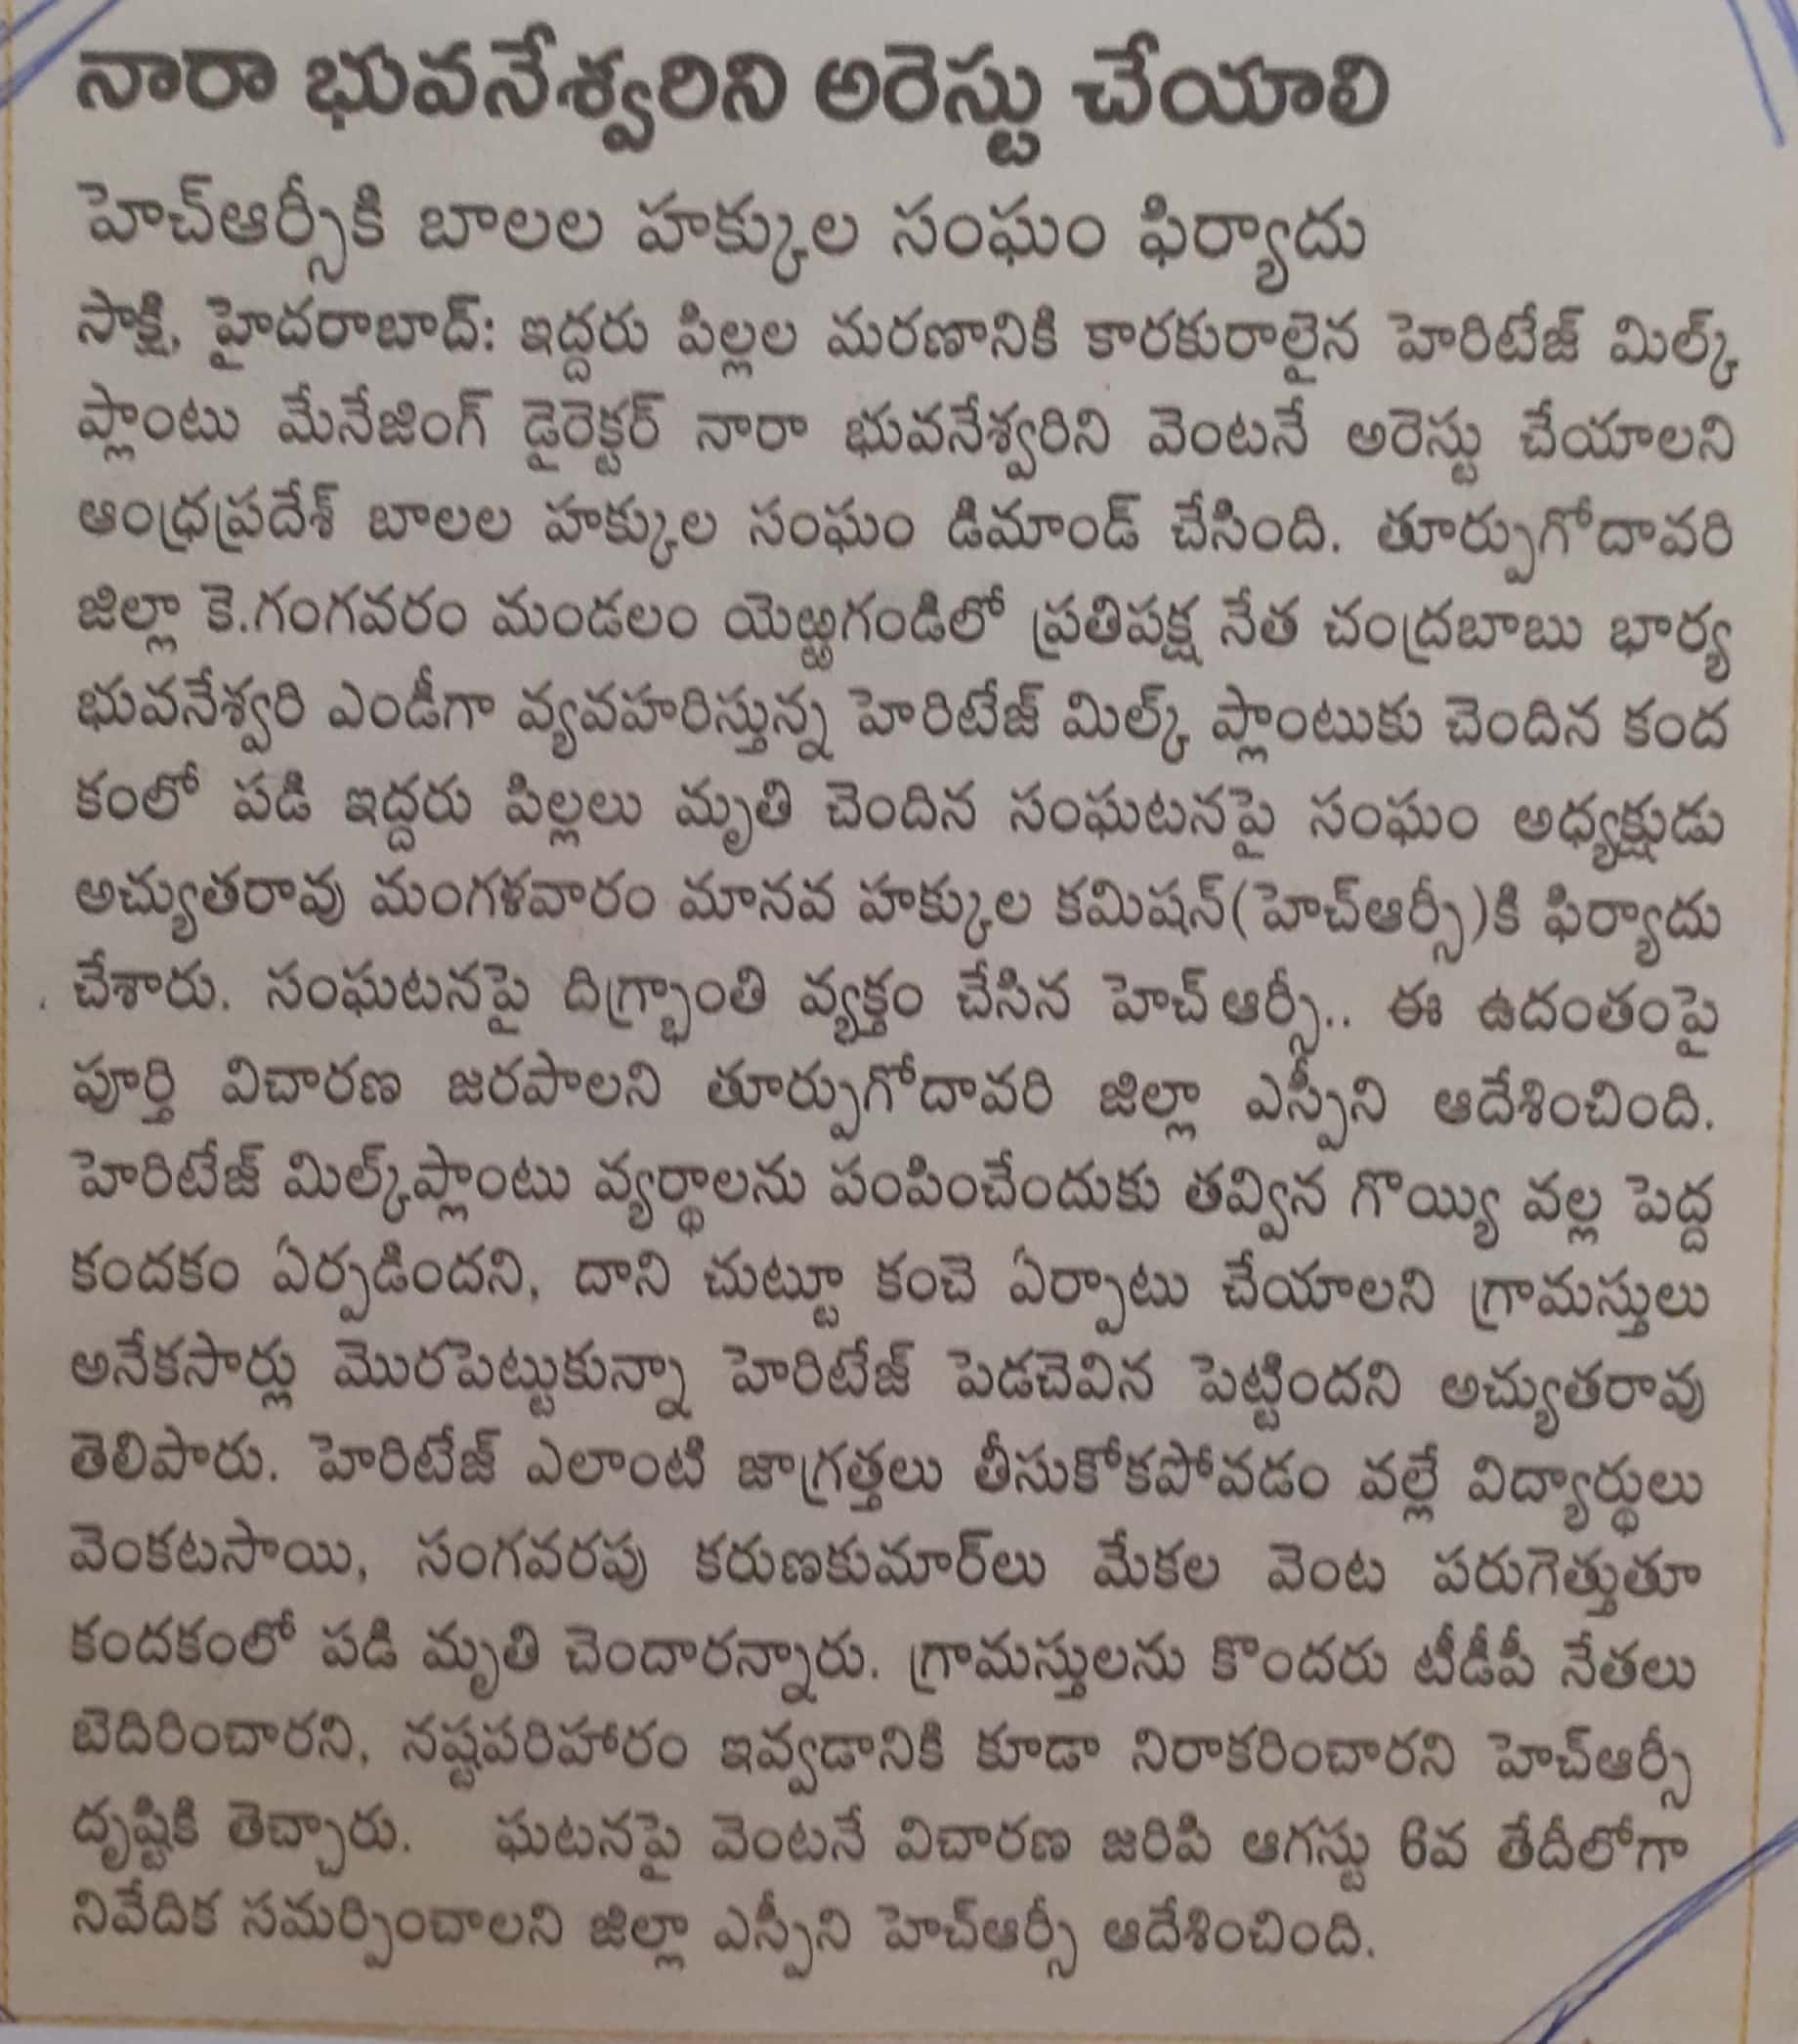 నారా భువనేశ్వరిని అరెస్టు చేయాలి
హెచ్ఆర్సీకి బాలల హక్కుల సంఘం ఫిర్యాదు
సాక్షి, హైదరాబాద్: ఇద్దరు పిల్లల మరణానికి కారకురాలైన హెరిటేజ్ మిల్క్
ప్లాంటు మేనేజింగ్ డైరెక్టర్ నారా భువనేశ్వరిని వెంటనే అరెస్టు చేయాలని
ఆంధ్రప్రదేశ్ బాలల హక్కుల సంఘం డిమాండ్ చేసింది. తూర్పుగోదావరి
జిల్లా కె.గంగవరం మండలం యెఱ్ఱగండిలో ప్రతిపక్ష నేత చంద్రబాబు భార్య
భువనేశ్వరి ఎండీగా వ్యవహరిస్తున్న హెరిటేజ్ మిల్క్ ప్లాంటుకు చెందిన కంద
కంలో పడి ఇద్దరు పిల్లలు మృతి చెందిన సంఘటనపై సంఘం అధ్యక్షుడు
అచ్యుతరావు మంగళవారం మానవ హక్కుల కమిషన్(హెచ్ఆర్సీ)కి ఫిర్యాదు
చేశారు. సంఘటనపై దిగ్భ్రాంతి వ్యక్తం చేసిన హెచ్ ఆర్సీ.. ఈ ఉదంతంపై
పూర్తి విచారణ జరపాలని తూర్పుగోదావరి జిల్లా ఎస్పీని ఆదేశించింది.
హెరిటేజ్ మిల్క్‌ప్లాంటు వ్యర్థాలను పంపించేందుకు తవ్విన గొయ్యి వల్ల పెద్ద
కందకం ఏర్పడిందని, దాని చుట్టూ కంచె ఏర్పాటు చేయాలని గ్రామస్తులు
అనేకసార్లు మొరపెట్టుకున్నా హెరిటేజ్ పెడచెవిన పెట్టిందని అచ్యుతరావు
తెలిపారు. హెరిటేజ్ ఎలాంటి జాగ్రత్తలు తీసుకోకపోవడం వల్లే విద్యార్థులు
వెంకటసాయి, సంగవరపు కరుణకుమార్‌లు మేకల వెంట పరుగెత్తుతూ
కందకంలో పడి మృతి చెందారన్నారు. గ్రామస్తులను కొందరు టీడీపీ నేతలు
బెదిరించారని, నష్టపరిహారం ఇవ్వడానికి కూడా నిరాకరించారని హెచ్ఆర్సీ
దృష్టికి తెచ్చారు. ఘటనపై వెంటనే విచారణ జరిపి ఆగస్టు 6వ తేదీలోగా
నివేదిక సమర్పించాలని జిల్లా ఎస్పీని హెచ్ఆర్సీ ఆదేశించింది.